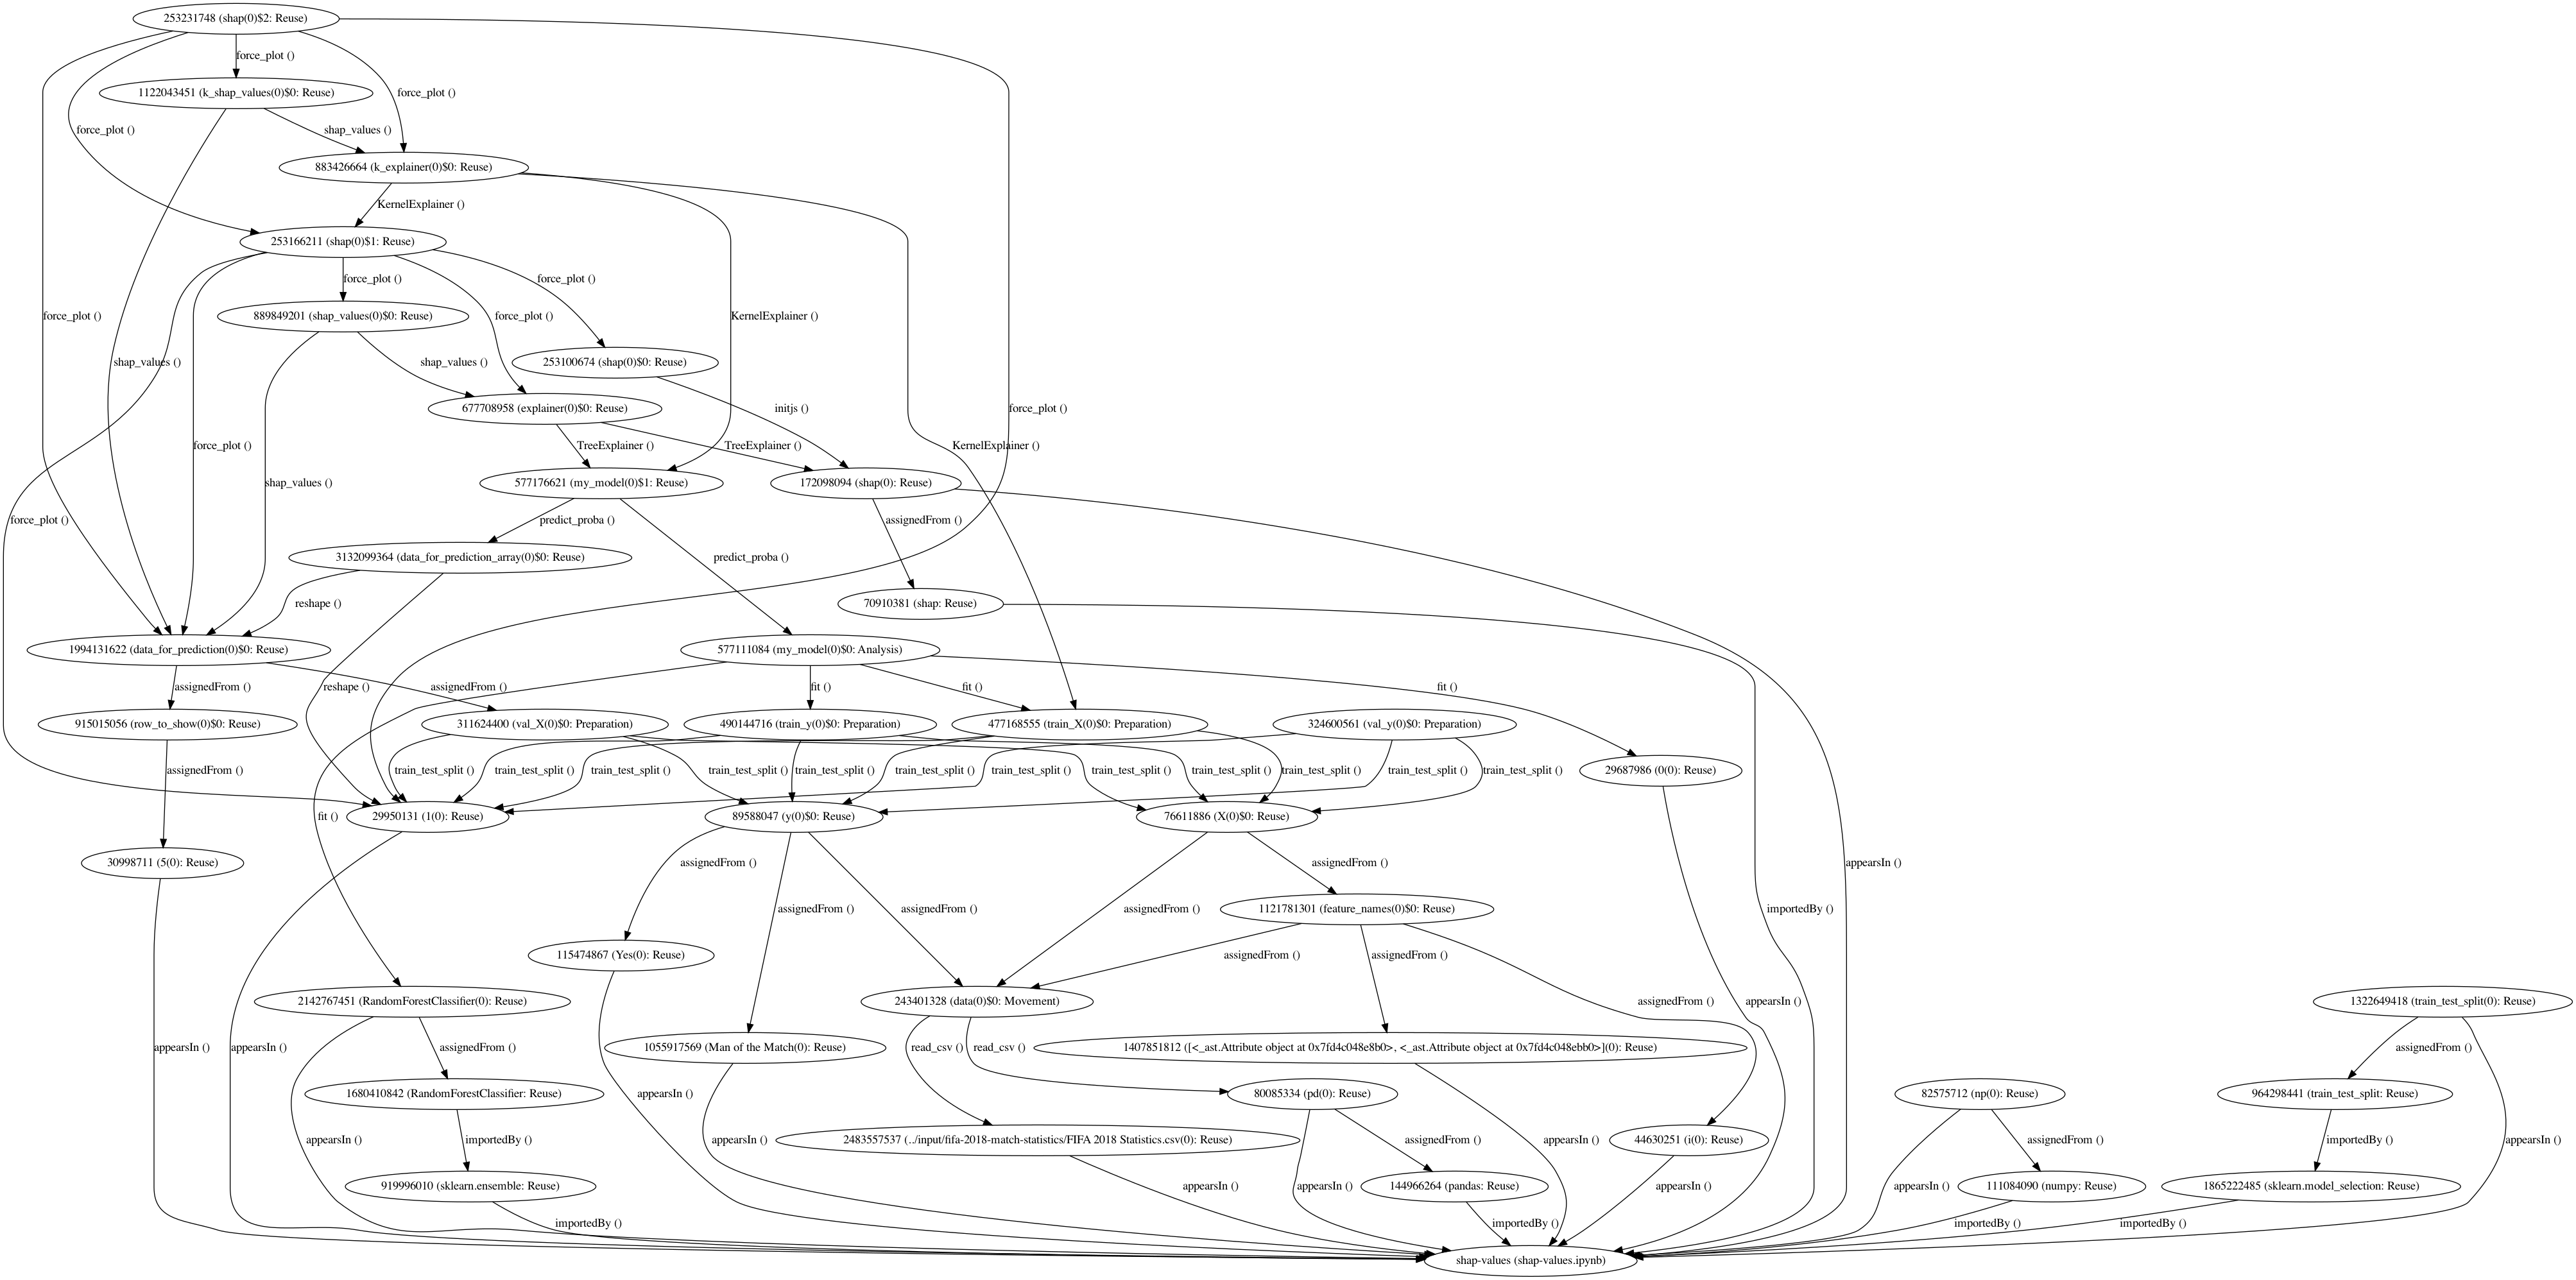 253231748 (shap(0)$2: Reuse)
force_plot ()
1122043451 (k_shap_values(0)$0: Reuse)
force_plot ()
force_plot ()
shap_values ()
883426664 (k_explainer(0)$0: Reuse)
KernelExplainer ()
253166211 (shap(0)$1: Reuse)
force_plot ()
force_plot ()
889849201 (shap_values(0)$0: Reuse)
force_plot ()
force_plot ()
KernelExplainer ()
shap_values ()
shap_values ()
253100674 (shap(0)$0: Reuse)
677708958 (explainer(0)$0: Reuse)
initjs ()
force_plot ()
force_plot ()
TreeExplainer ()
TreeExplainer ()
KernelExplainer ()
shap_values ()
577176621 (my_model(0)$1: Reuse)
172098094 (shap(0): Reuse)
force_plot ()
predict_proba ()
assignedFrom ()
3132099364 (data_for_prediction_array(0)$0: Reuse)
predict_proba ()
reshape ()
70910381 (shap: Reuse)
1994131622 (data_for_prediction(0)$0: Reuse)
577111084 (my_model(0)$0: Analysis)
assignedFrom ()
reshape ()
assignedFrom ()
fit ()
fit ()
fit ()
915015056 (row_to_show(0)$0: Reuse)
311624400 (val_X(0)$0: Preparation)
490144716 (train_y(0)$0: Preparation)
477168555 (train_X(0)$0: Preparation)
324600561 (val_y(0)$0: Preparation)
assignedFrom ()
train_test_split ()
train_test_split ()
train_test_split ()
train_test_split ()
train_test_split ()
train_test_split ()
train_test_split ()
train_test_split ()
train_test_split ()
train_test_split ()
train_test_split ()
train_test_split ()
29687986 (0(0): Reuse)
fit ()
29950131 (1(0): Reuse)
89588047 (y(0)$0: Reuse)
76611886 (X(0)$0: Reuse)
30998711 (5(0): Reuse)
assignedFrom ()
assignedFrom ()
appearsIn ()
assignedFrom ()
assignedFrom ()
assignedFrom ()
1121781301 (feature_names(0)$0: Reuse)
importedBy ()
115474867 (Yes(0): Reuse)
assignedFrom ()
assignedFrom ()
2142767451 (RandomForestClassifier(0): Reuse)
243401328 (data(0)$0: Movement)
assignedFrom ()
appearsIn ()
1322649418 (train_test_split(0): Reuse)
appearsIn ()
appearsIn ()
assignedFrom ()
1055917569 (Man of the Match(0): Reuse)
read_csv ()
read_csv ()
1407851812 ([<_ast.Attribute object at 0x7fd4c048e8b0>, <_ast.Attribute object at 0x7fd4c048ebb0>](0): Reuse)
assignedFrom ()
1680410842 (RandomForestClassifier: Reuse)
appearsIn ()
80085334 (pd(0): Reuse)
82575712 (np(0): Reuse)
964298441 (train_test_split: Reuse)
appearsIn ()
importedBy ()
appearsIn ()
2483557537 (../input/fifa-2018-match-statistics/FIFA 2018 Statistics.csv(0): Reuse)
assignedFrom ()
appearsIn ()
44630251 (i(0): Reuse)
assignedFrom ()
importedBy ()
appearsIn ()
919996010 (sklearn.ensemble: Reuse)
appearsIn ()
appearsIn ()
144966264 (pandas: Reuse)
appearsIn ()
appearsIn ()
111084090 (numpy: Reuse)
1865222485 (sklearn.model_selection: Reuse)
importedBy ()
importedBy ()
importedBy ()
importedBy ()
shap-values (shap-values.ipynb)